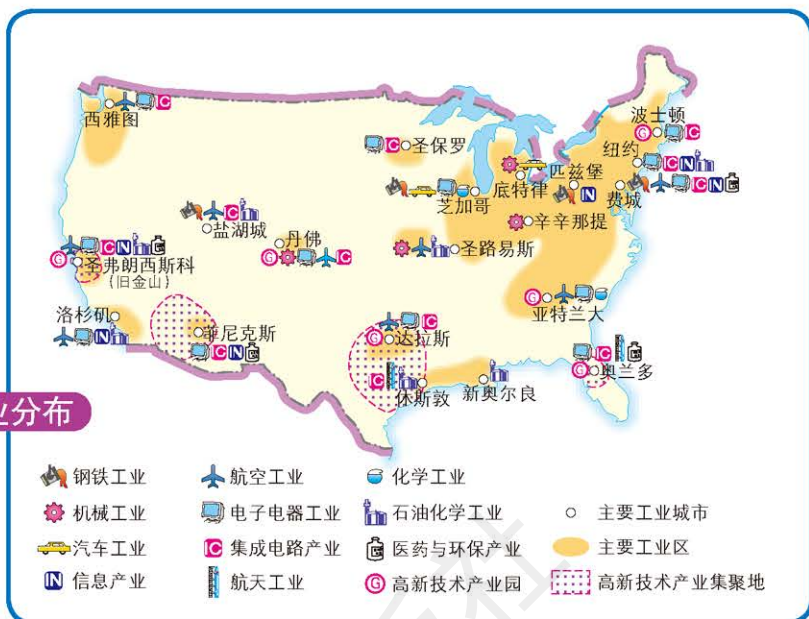 西雅图
圣保罗
波士顿
纽约
匹兹堡
底特律
芝加哥
费城
盐湖城
丹佛
辛辛那提
圣路易斯
圣弗朗西斯科
(旧金山)
洛杉矶
菲尼克斯
达拉斯
亚特兰大
休斯敦
新奥尔良
奥兰多
业分布
钢铁工业 航空工业 化学工业
机械工业 电子电器工业 石油化学工业 主要工业城市
汽车工业 IC 集成电路产业 医药与环保产业 主要工业区
IN 信息产业 航天工业 G 高新技术产业园 高新技术产业集聚地